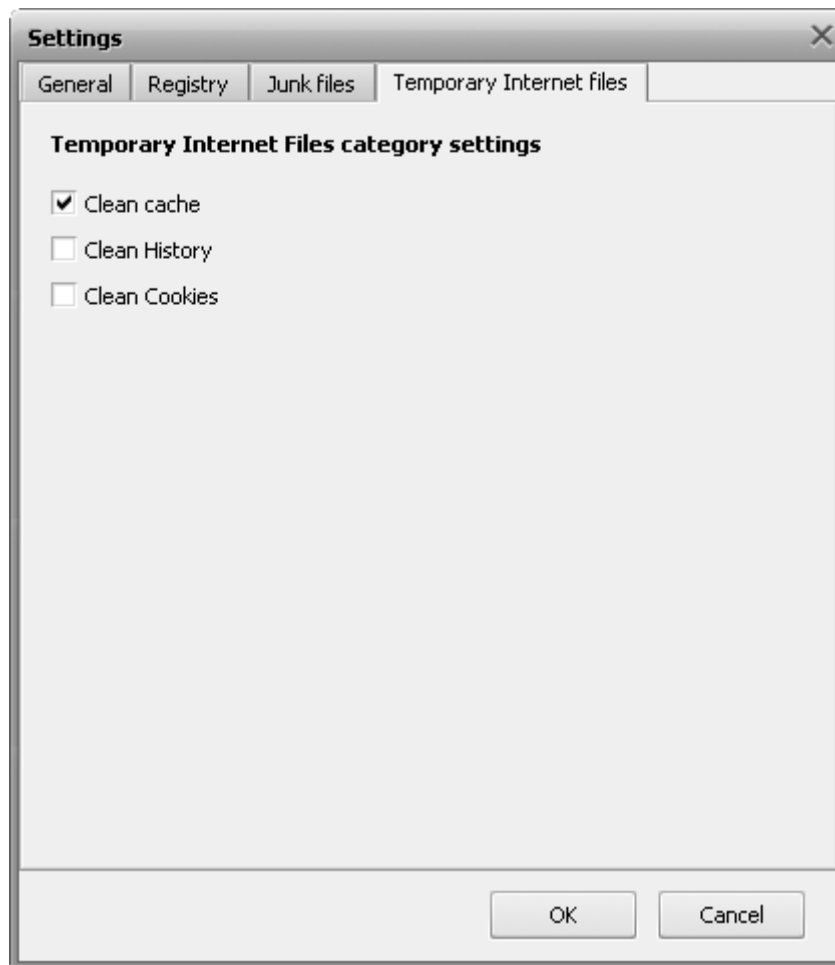 Settings
General Registry Junk files Temporary Internet files
Temporary Internet Files category settings
Clean cache
Clean History
Clean Cookies
OK Cancel